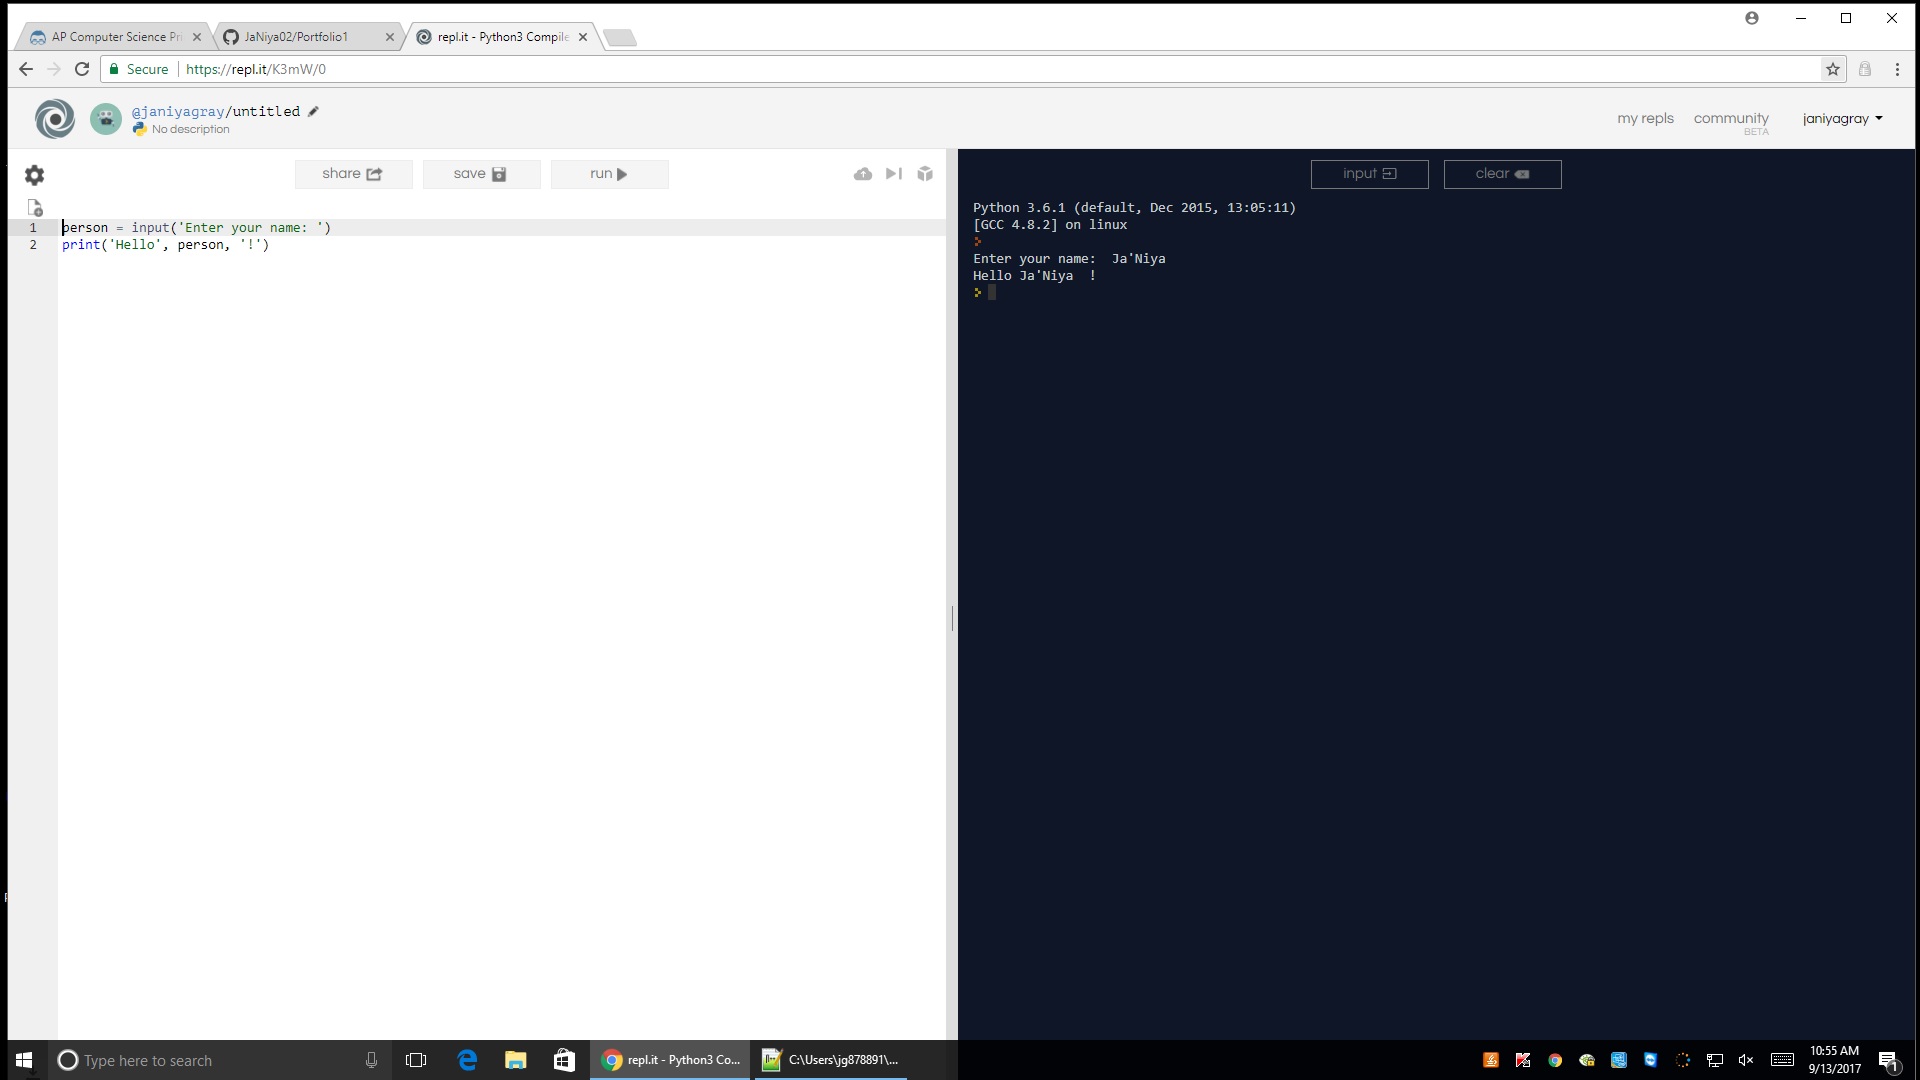 AP Computer Science Pri
JaNiya02/Portfolio1
repl.it - Python3 Compile
Secure
https://repl.it/K3mW/0
@janiyagray/untitled
No description
my repls
community
BETA
janiyagray
share
save
run
input
clear
1 person = input('Enter your name: ')
2 print('Hello', person, '!')
Python 3.6.1 (default, Dec 2015, 13:05:11)
[GCC 4.8.2] on linux
Enter your name:  Ja'Niya
Hello Ja'Niya  !
Type here to search
repl.it - Python3 Co...
C:\Users\jg878891\...
10:55 AM
9/13/2017
1